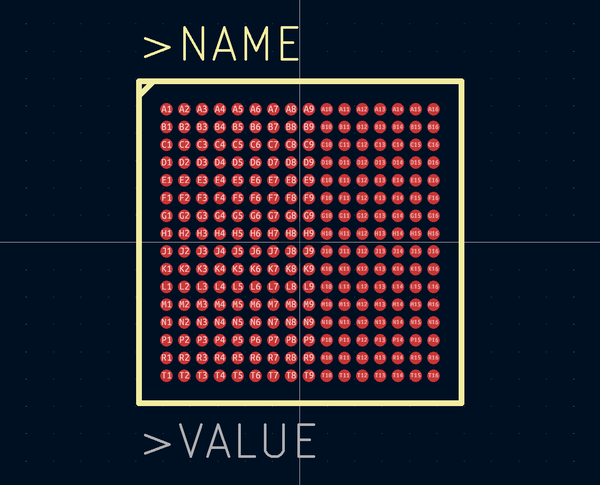 >NAME
A1 A2 A3 A4 A5 A6 A7 A8 A9 A10 A11 A12 A13 A14 A15 A16
B1 B2 B3 B4 B5 B6 B7 B8 B9 B10 B11 B12 B13 B14 B15 B16
C1 C2 C3 C4 C5 C6 C7 C8 C9 C10 C11 C12 C13 C14 C15 C16
D1 D2 D3 D4 D5 D6 D7 D8 D9 D10 D11 D12 D13 D14 D15 D16
E1 E2 E3 E4 E5 E6 E7 E8 E9 E10 E11 E12 E13 E14 E15 E16
F1 F2 F3 F4 F5 F6 F7 F8 F9 F10 F11 F12 F13 F14 F15 F16
G1 G2 G3 G4 G5 G6 G7 G8 G9 G10 G11 G12 G13 G14 G15 G16
H1 H2 H3 H4 H5 H6 H7 H8 H9 H10 H11 H12 H13 H14 H15 H16
J1 J2 J3 J4 J5 J6 J7 J8 J9 J10 J11 J12 J13 J14 J15 J16
K1 K2 K3 K4 K5 K6 K7 K8 K9 K10 K11 K12 K13 K14 K15 K16
L1 L2 L3 L4 L5 L6 L7 L8 L9 L10 L11 L12 L13 L14 L15 L16
M1 M2 M3 M4 M5 M6 M7 M8 M9 M10 M11 M12 M13 M14 M15 M16
N1 N2 N3 N4 N5 N6 N7 N8 N9 N10 N11 N12 N13 N14 N15 N16
P1 P2 P3 P4 P5 P6 P7 P8 P9 P10 P11 P12 P13 P14 P15 P16
R1 R2 R3 R4 R5 R6 R7 R8 R9 R10 R11 R12 R13 R14 R15 R16
T1 T2 T3 T4 T5 T6 T7 T8 T9 T10 T11 T12 T13 T14 T15 T16
>VALUE